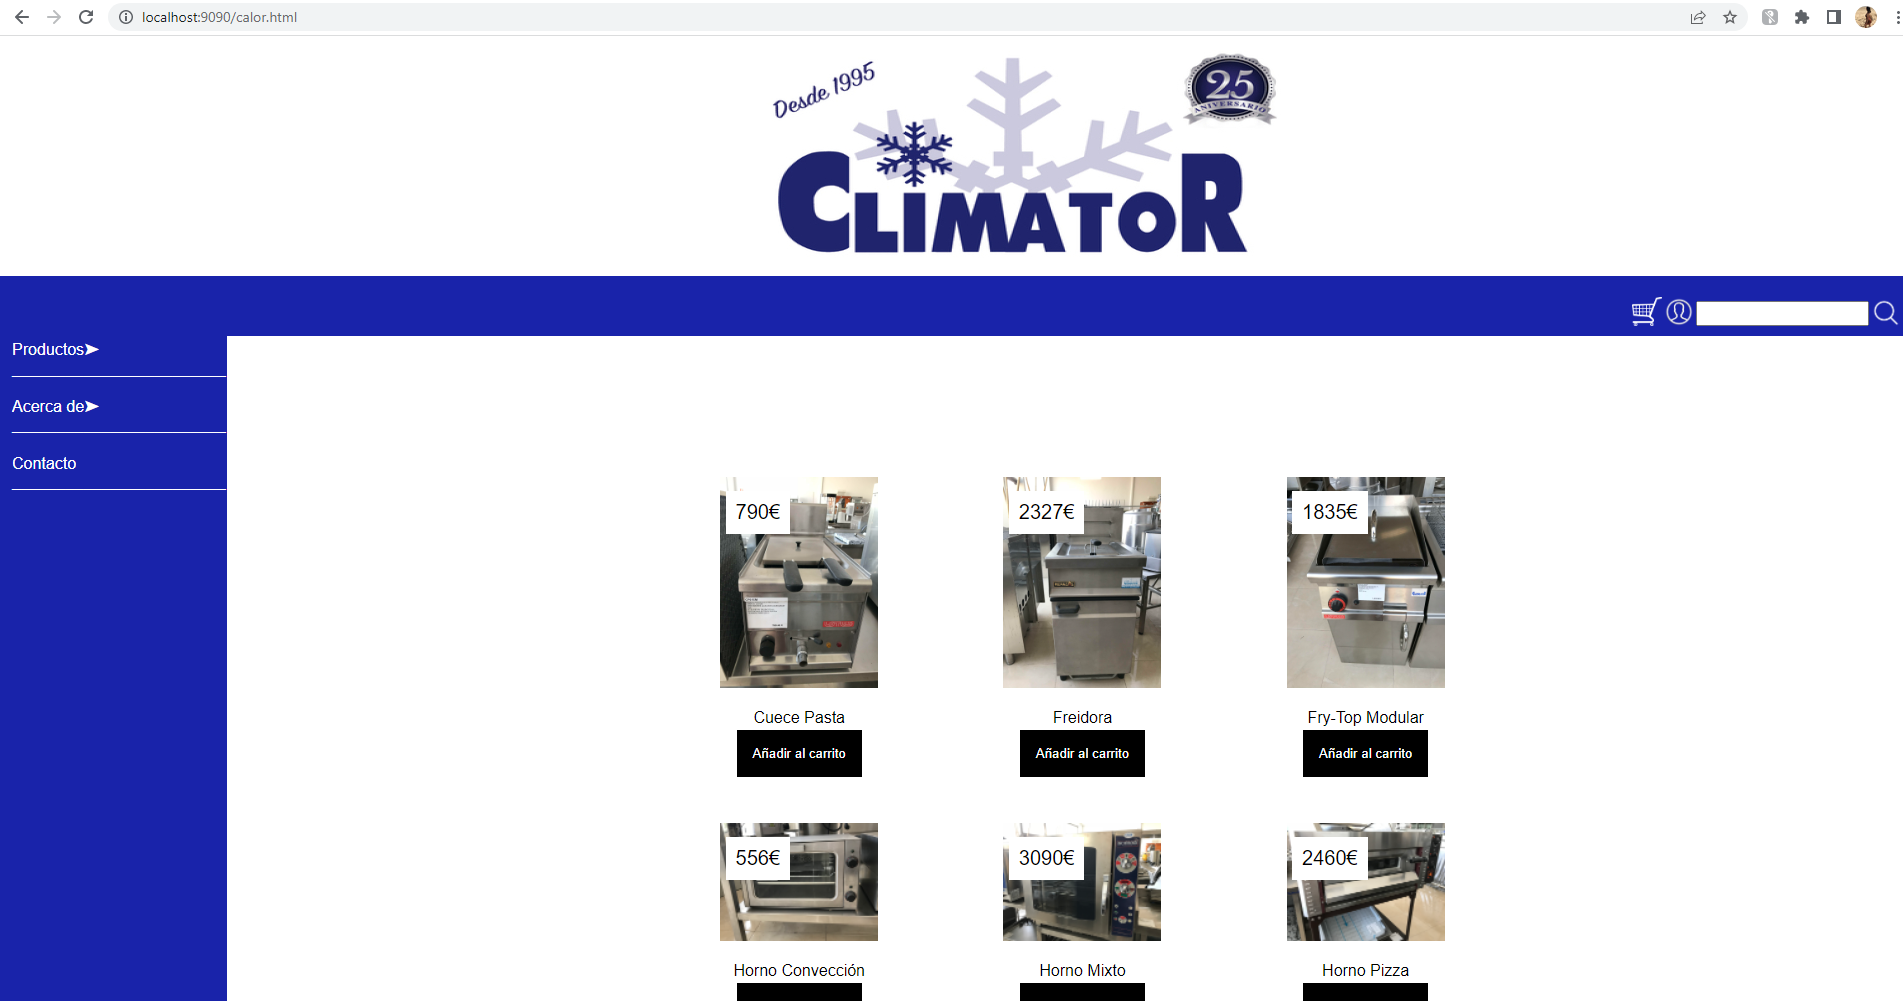 localhost:9090/calor.html
Desde 1995
25
ANIVERSARIO
CLIMATOR
Productos➤
Acerca de➤
Contacto
790€
2327€
1835€
Cuece Pasta
Freidora
Fry-Top Modular
Añadir al carrito
Añadir al carrito
Añadir al carrito
556€
3090€
2460€
Horno Convección
Horno Mixto
Horno Pizza